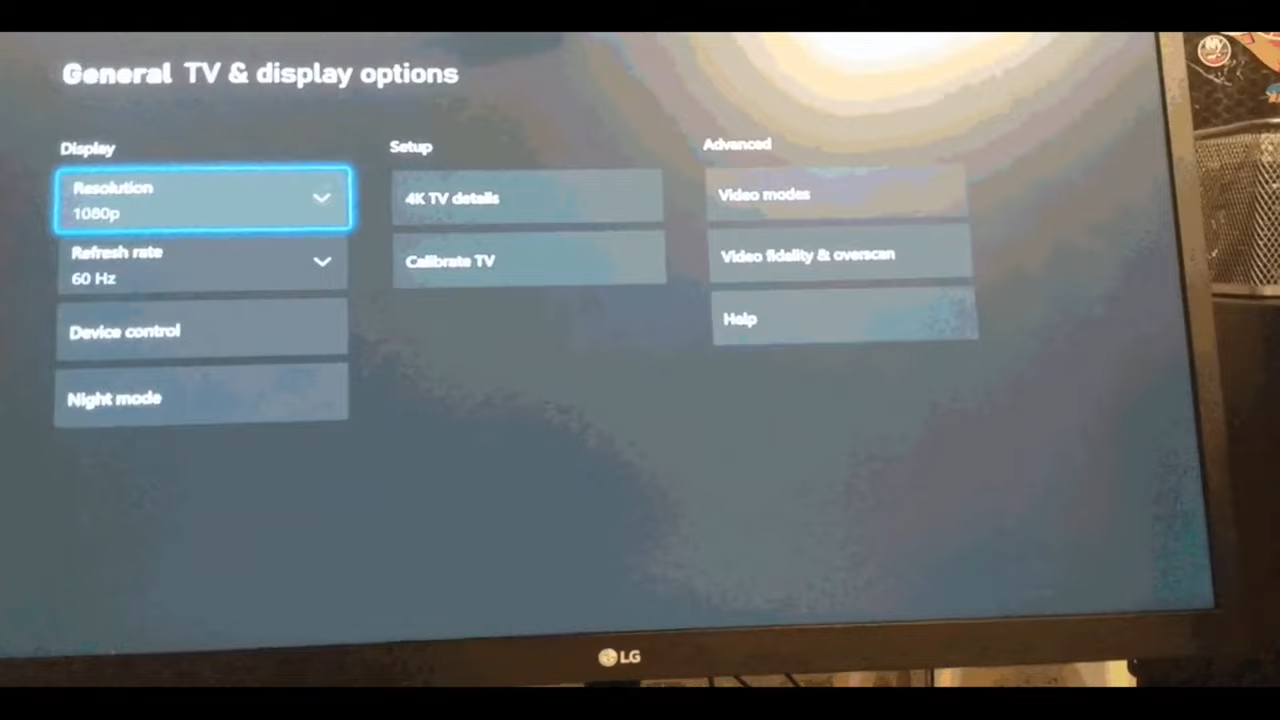 General TV & display options
Display
Resolution
1080p
Refresh rate
60 Hz
Device control
Night mode
Setup
4K TV details
Calibrate TV
Advanced
Video modes
Video fidelity & overscan
Help
LG
NY